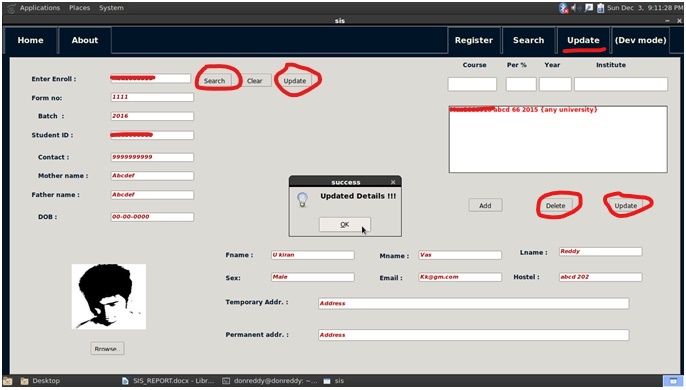 Applications Places System Sun Dec 3, 9:11:28 PM
sis
Home About Register Search Update (Dev mode)
Course Per % Year Institute
Enter Enroll : Search Clear Update
Form no: 1111
abcd 66 2015 {any university}
Batch : 2016
Student ID :
Contact : 9999999999
Mother name : Abcdef
Father name : Abcdef
DOB : 00-00-0000
success
Updated Details !!!
OK
Add Delete Update
Fname : U kiran Mname : Vas Lname : Reddy
Sex: Male Email : Kk@gm.com Hostel : abcd 202
Temporary Addr. : Address
Permanent addr. : Address
Browse..
Desktop SIS_REPORT.docx - Libr... donreddy@donreddy: ~... sis